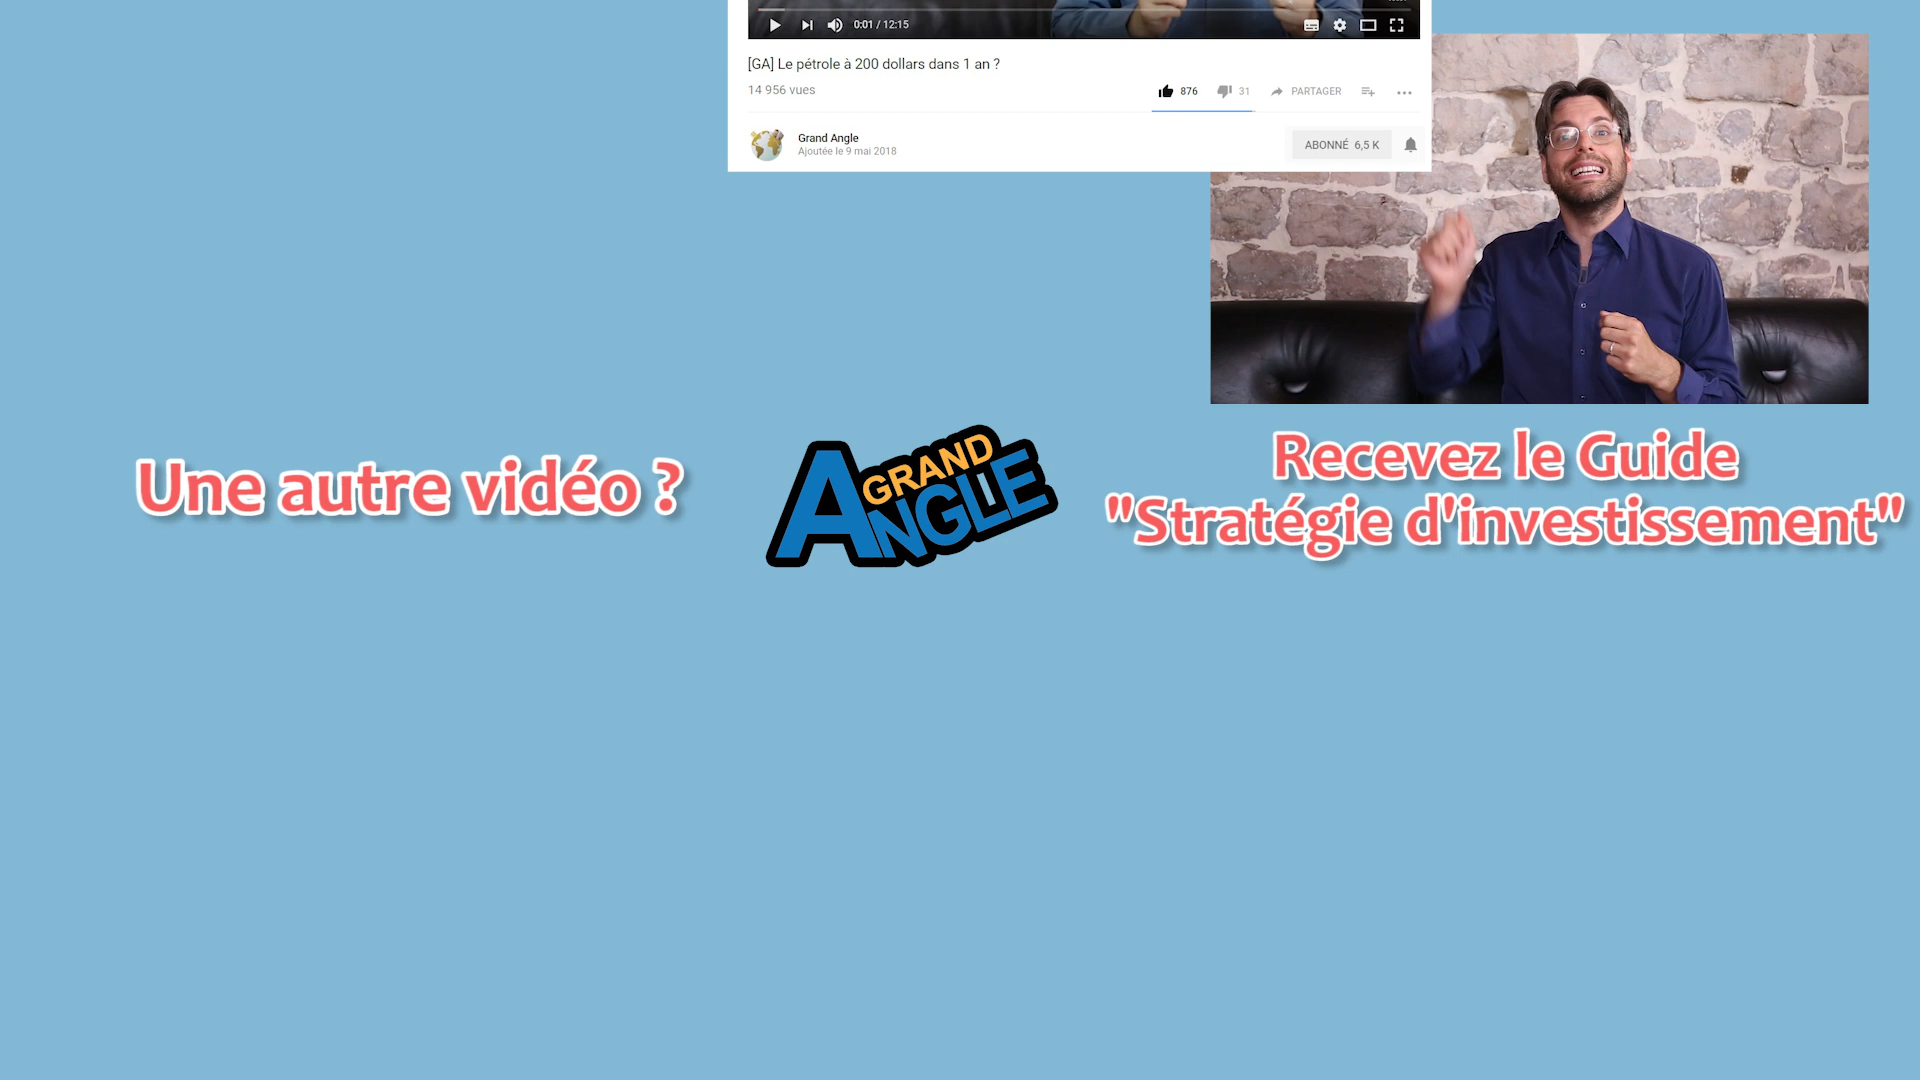 0:01 / 12:15
[GA] Le pétrole à 200 dollars dans 1 an ?
14 956 vues
876
31
PARTAGER
Grand Angle
Ajoutée le 9 mai 2018
ABONNÉ 6,5 K
Une autre vidéo ?
GRAND
ANGLE
Recevez le Guide
"Stratégie d'investissement"